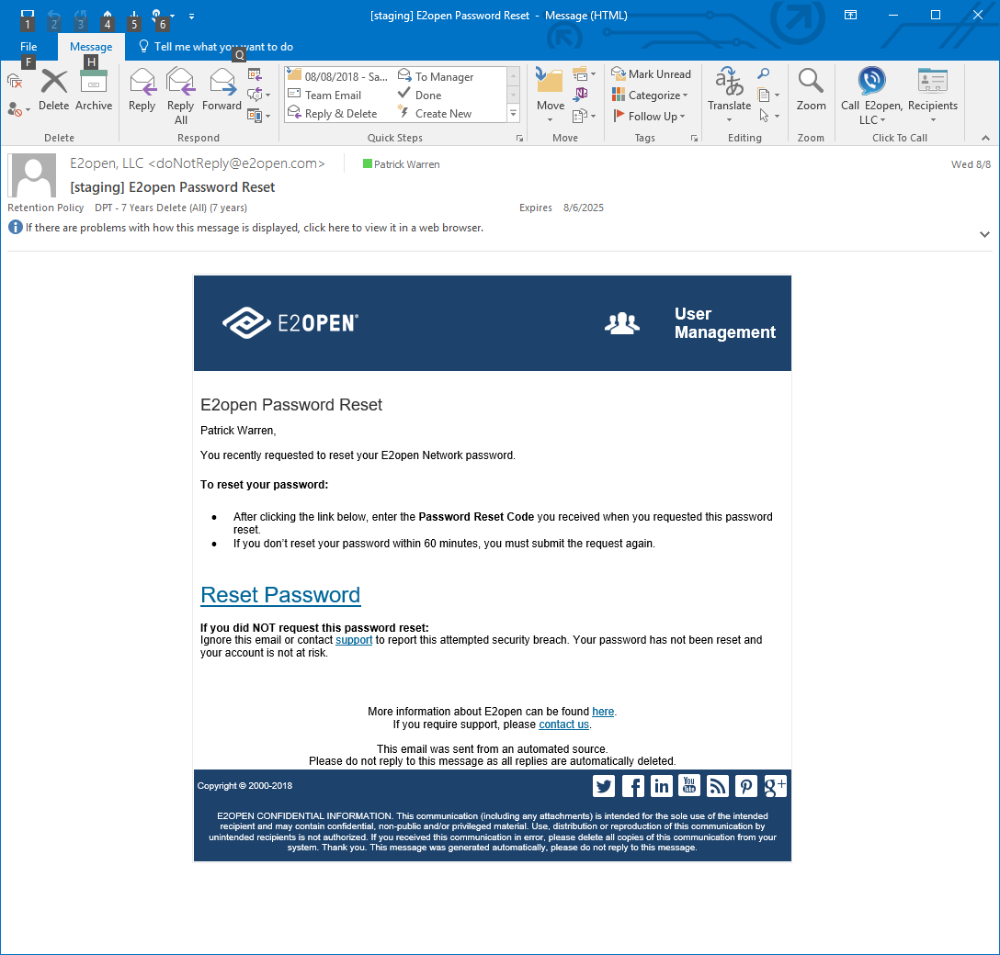 [staging] E2open Password Reset - Message (HTML)
1 2 3 4 5 6
File Message Tell me what you want to do
F H Q
Delete Archive
Delete
Reply Reply All Forward
Respond
08/08/2018 - Sa... To Manager
Team Email Done
Reply & Delete Create New
Quick Steps
Move
Move
Mark Unread
Categorize
Follow Up
Tags
Translate
Editing
Zoom
Zoom
Call E2open, LLC Recipients
Click To Call
E2open, LLC <doNotReply@e2open.com> Patrick Warren Wed 8/8
[staging] E2open Password Reset
Retention Policy DPT - 7 Years Delete (All) (7 years) Expires 8/6/2025
If there are problems with how this message is displayed, click here to view it in a web browser.
E2OPEN®
User
Management
E2open Password Reset
Patrick Warren,
You recently requested to reset your E2open Network password.
To reset your password:
• After clicking the link below, enter the Password Reset Code you received when you requested this password
reset.
• If you don't reset your password within 60 minutes, you must submit the request again.
Reset Password
If you did NOT request this password reset:
Ignore this email or contact support to report this attempted security breach. Your password has not been reset and
your account is not at risk.
More information about E2open can be found here.
If you require support, please contact us.
This email was sent from an automated source.
Please do not reply to this message as all replies are automatically deleted.
Copyright © 2000-2018 f in You Tube g+
E2OPEN CONFIDENTIAL INFORMATION. This communication (including any attachments) is intended for the sole use of the intended
recipient and may contain confidential, non-public and/or privileged material. Use, distribution or reproduction of this communication by
unintended recipients is not authorized. If you received this communication in error, please delete all copies of this communication from your
system. Thank you. This message was generated automatically, please do not reply to this message.